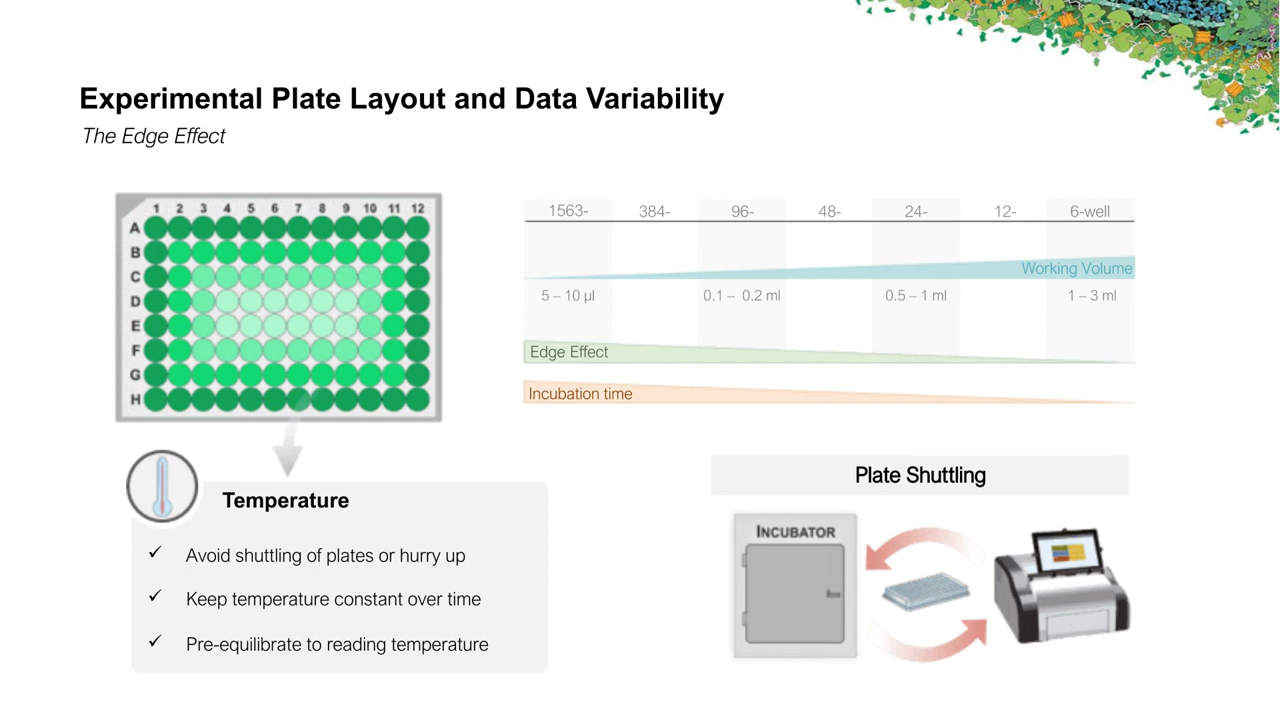 Experimental Plate Layout and Data Variability
The Edge Effect
1 2 3 4 5 6 7 8 9 10 11 12
A
B
C
D
E
F
G
H
1563- 384- 96- 48- 24- 12- 6-well
Working Volume
5 – 10 µl 0.1 – 0.2 ml 0.5 – 1 ml 1 – 3 ml
Edge Effect
Incubation time
Temperature
✓ Avoid shuttling of plates or hurry up
✓ Keep temperature constant over time
✓ Pre-equilibrate to reading temperature
Plate Shuttling
INCUBATOR